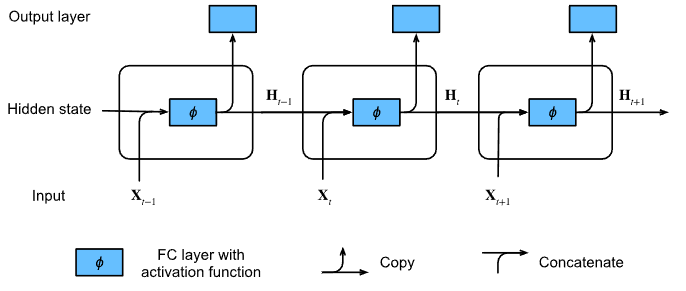 Output layer
Hidden state
ϕ
H_{t−1}
ϕ
H_t
ϕ
H_{t+1}
Input
X_{t−1}
X_t
X_{t+1}
ϕ
FC layer with
activation function
Copy
Concatenate